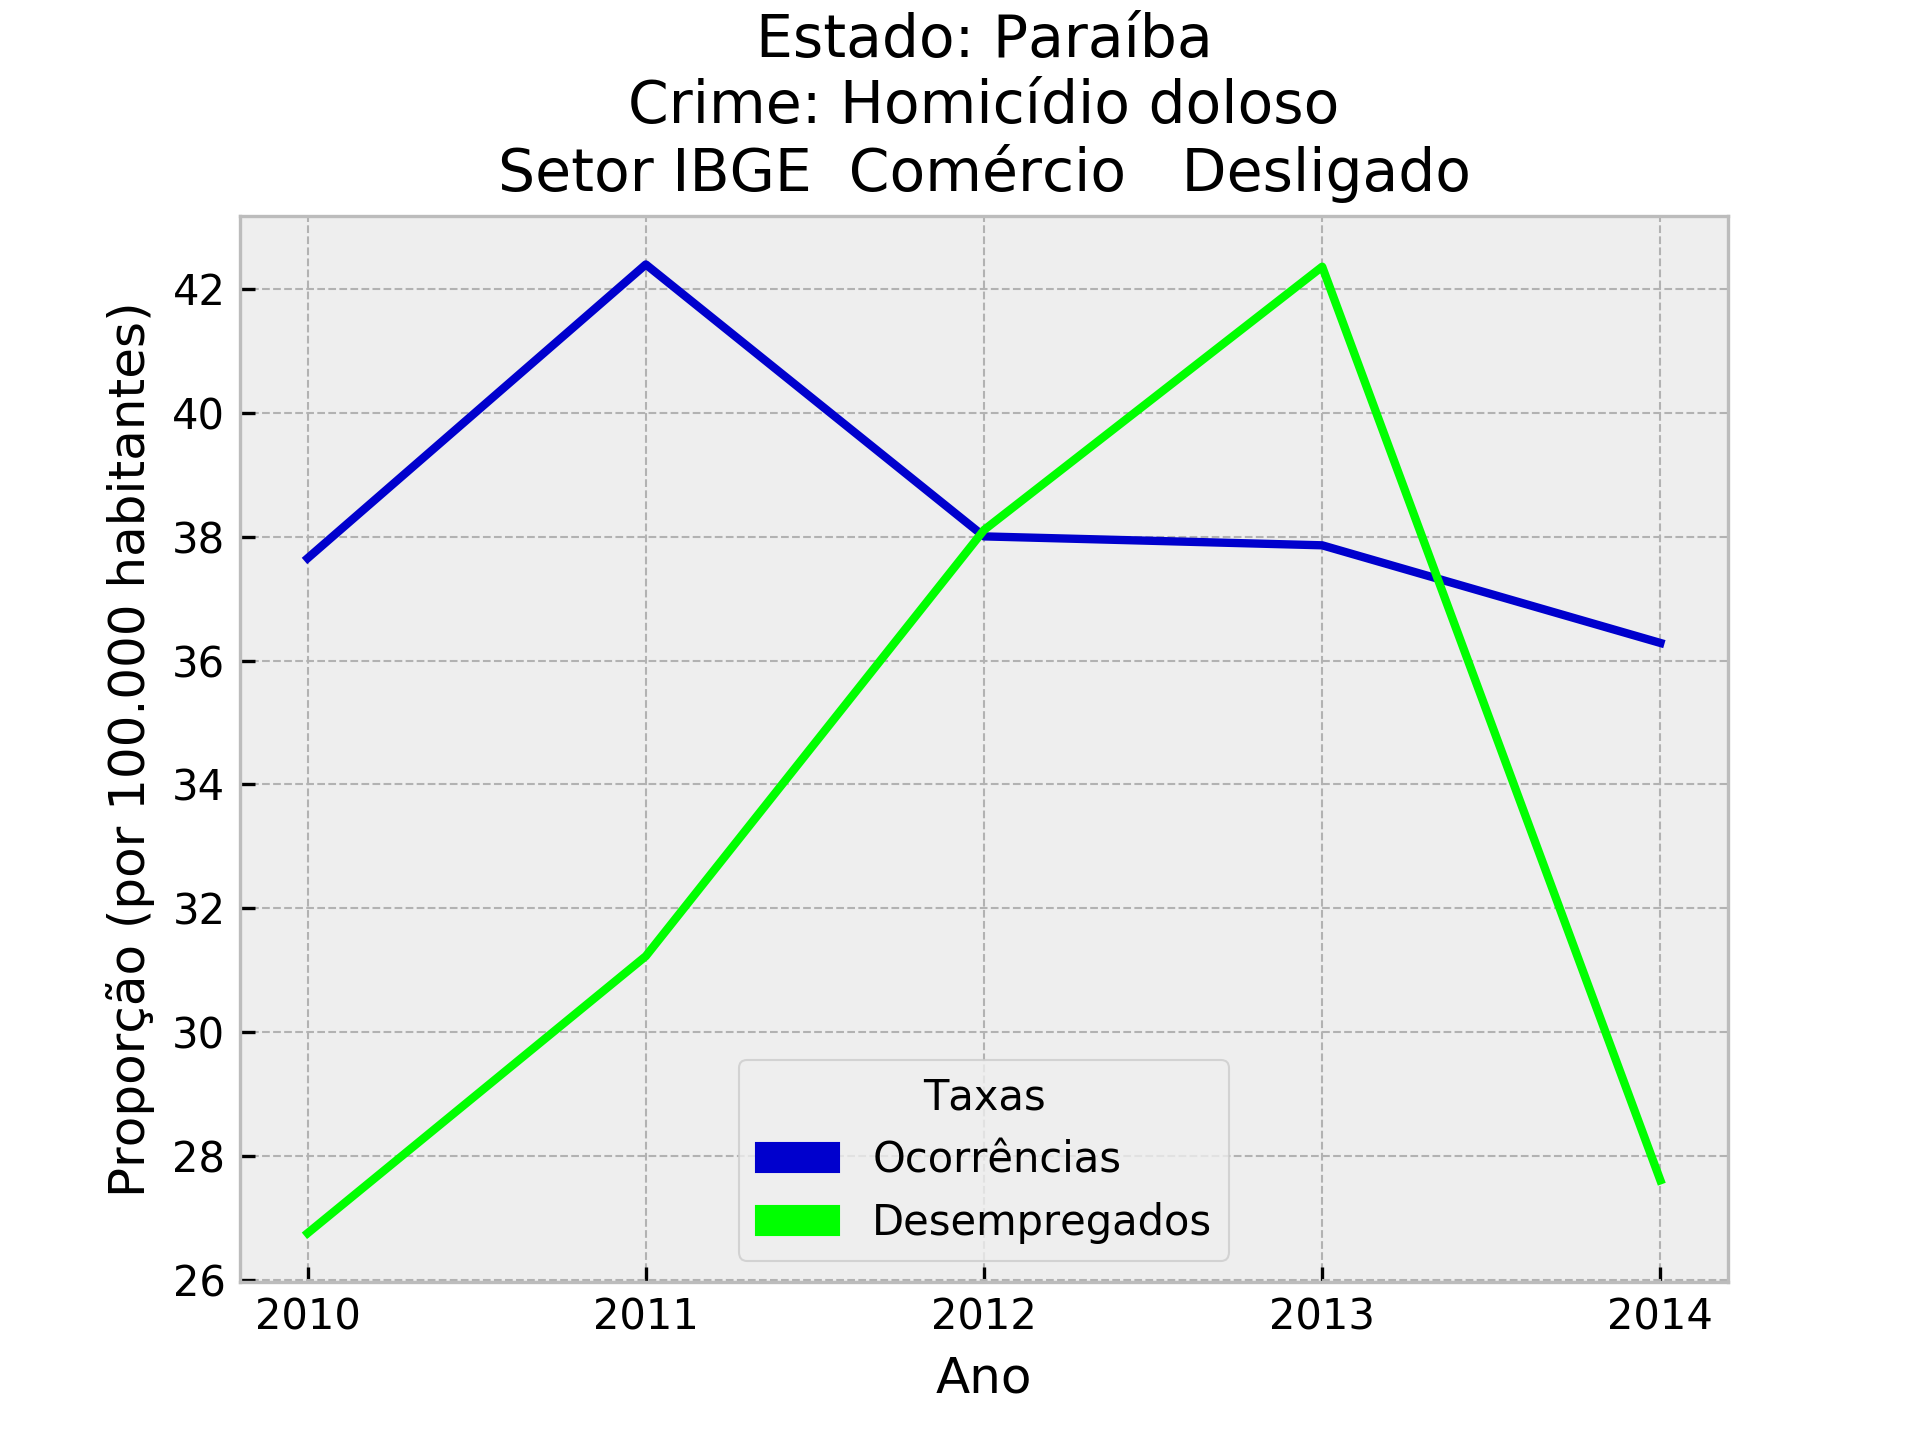 Estado: Paraíba
Crime: Homicídio doloso
Setor IBGE  Comércio   Desligado
Proporção (por 100.000 habitantes)
42
40
38
36
34
32
30
28
26
Taxas
Ocorrências
Desempregados
2010 2011 2012 2013 2014
Ano